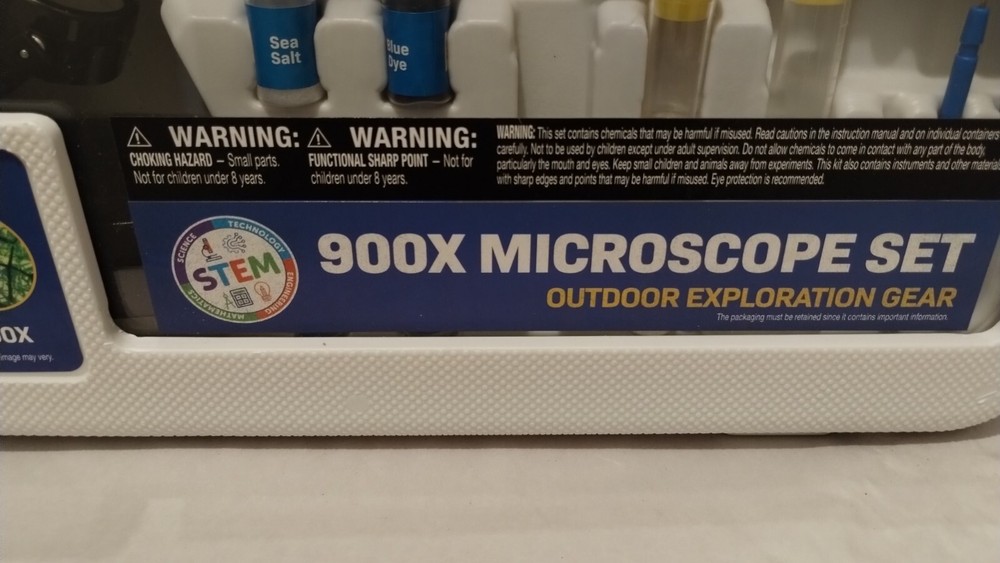 Sea
Salt
Blue
Dye
WARNING:
CHOKING HAZARD – Small parts.
Not for children under 8 years.
WARNING:
FUNCTIONAL SHARP POINT – Not for
children under 8 years.
WARNING: This set contains chemicals that may be harmful if misused. Read cautions in the instruction manual and on individual containers
carefully. Not to be used by children except under adult supervision. Do not allow chemicals to come in contact with any part of the body,
particularly the mouth and eyes. Keep small children and animals away from experiments. This kit also contains instruments and other materials
with sharp edges and points that may be harmful if misused. Eye protection is recommended.
SCIENCE
TECHNOLOGY
ENGINEERING
MATHEMATICS
STEM
900X MICROSCOPE SET
OUTDOOR EXPLORATION GEAR
The packaging must be retained since it contains important information.
0X
image may vary.